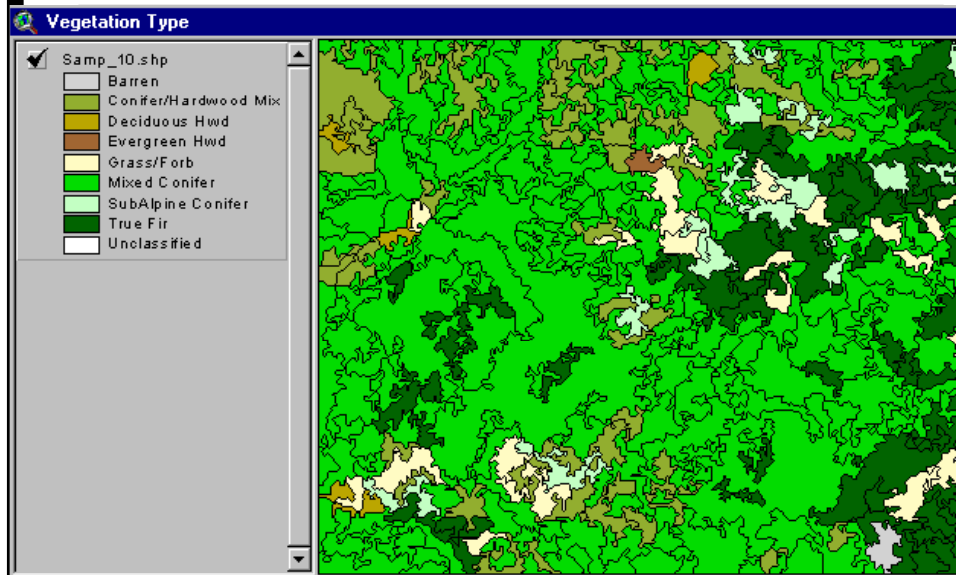 Vegetation Type
Samp_10.shp
Barren
Conifer/Hardwood Mix
Deciduous Hwd
Evergreen Hwd
Grass/Forb
Mixed Conifer
SubAlpine Conifer
True Fir
Unclassified